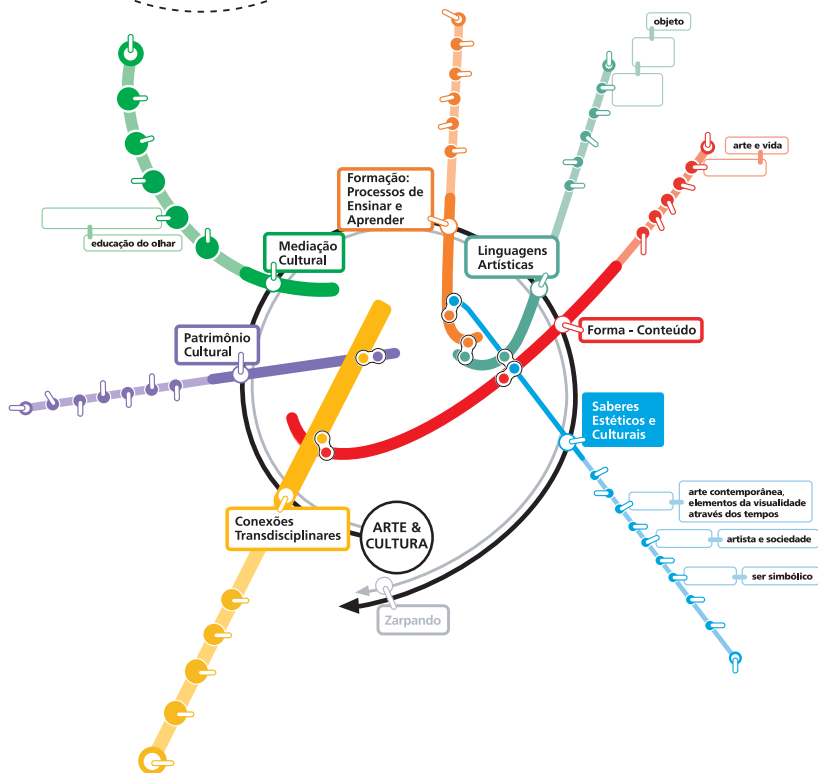 objeto
arte e vida
Formação:
Processos de
Ensinar e
Aprender
educação do olhar
Mediação
Cultural
Linguagens
Artísticas
Forma - Conteúdo
Patrimônio
Cultural
Saberes
Estéticos e
Culturais
arte contemporânea,
elementos da visualidade
através dos tempos
artista e sociedade
ser simbólico
Conexões
Transdisciplinares
ARTE &
CULTURA
Zarpando